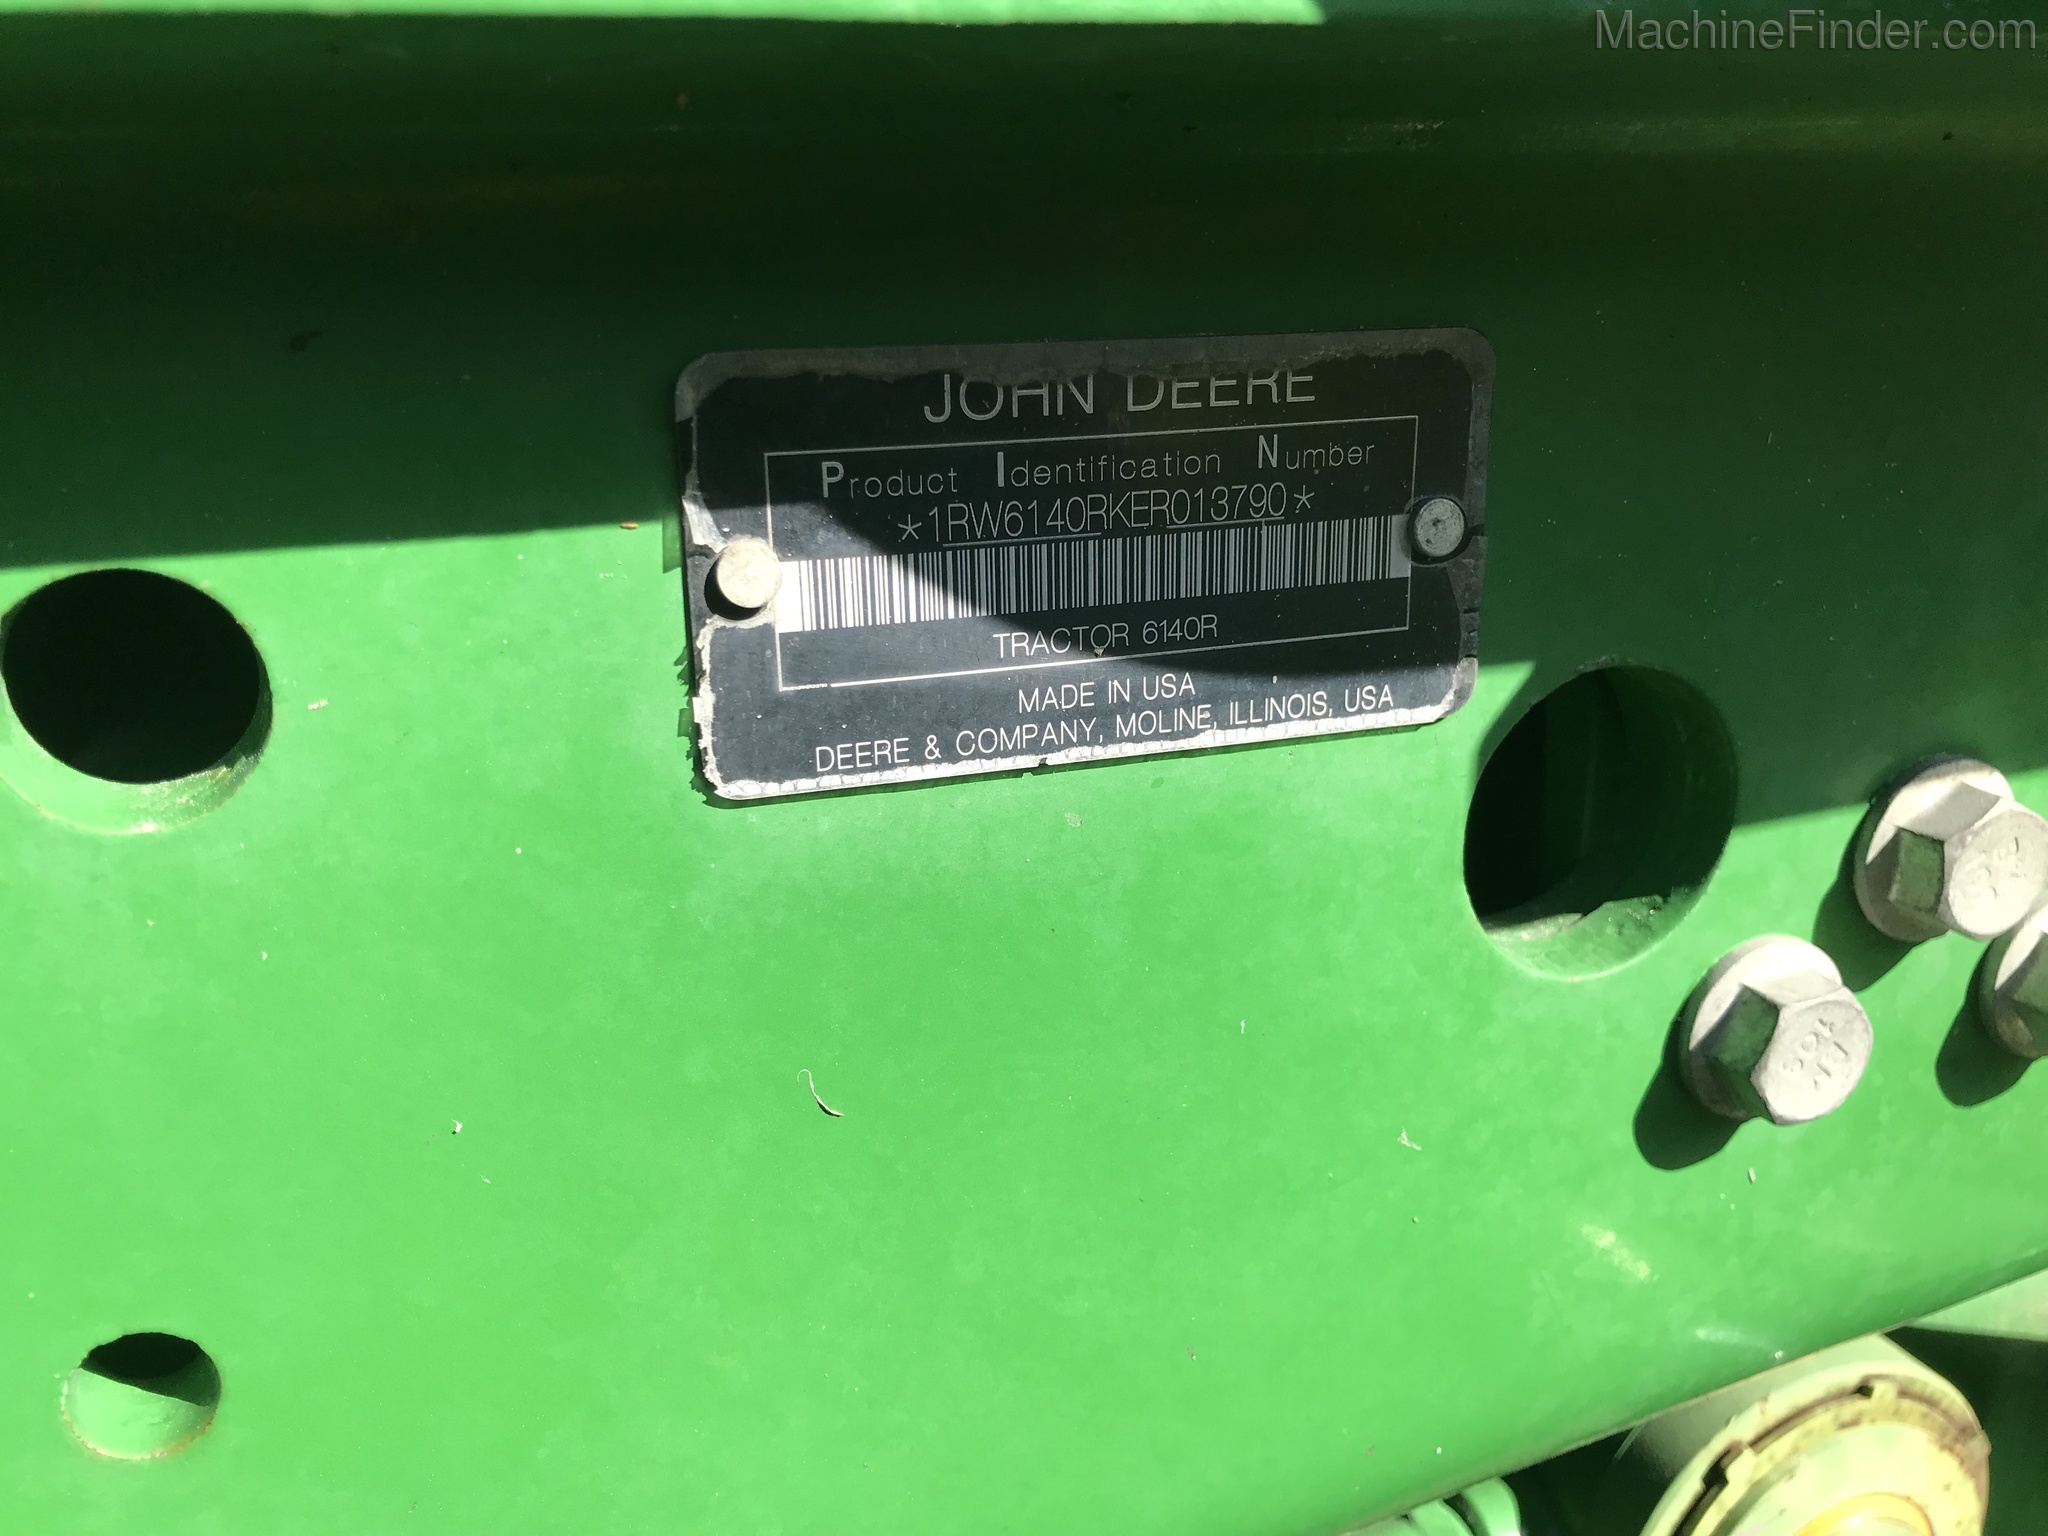 MachineFinder.com
JOHN DEERE
Product Identification Number
*1RW6140RKER013790*
TRACTOR 6140R
MADE IN USA
DEERE & COMPANY, MOLINE, ILLINOIS, USA